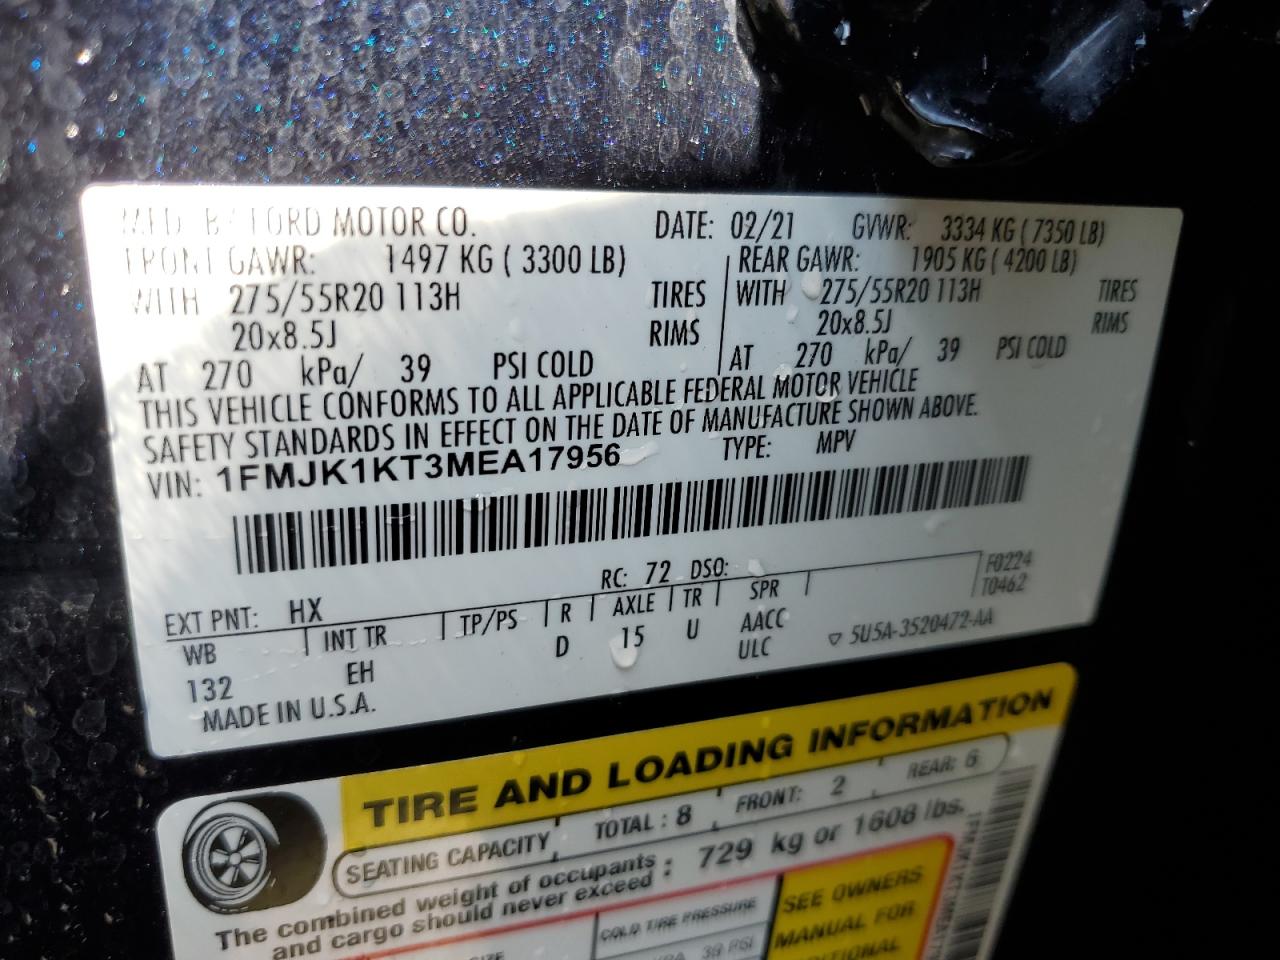 MFD. BY FORD MOTOR CO. DATE: 02/21 GVWR: 3334 KG ( 7350 LB)
FRONT GAWR: 1497 KG ( 3300 LB) REAR GAWR: 1905 KG ( 4200 LB)
WITH 275/55R20 113H TIRES WITH 275/55R20 113H TIRES
20x8.5J RIMS 20x8.5J RIMS
AT 270 kPa/ 39 PSI COLD AT 270 kPa/ 39 PSI COLD
THIS VEHICLE CONFORMS TO ALL APPLICABLE FEDERAL MOTOR VEHICLE
SAFETY STANDARDS IN EFFECT ON THE DATE OF MANUFACTURE SHOWN ABOVE.
VIN: 1FMJK1KT3MEA17956 TYPE: MPV
RC: 72 DSO: F0224
EXT PNT: HX T0462
WB INT TR TP/PS R AXLE TR SPR
132 EH D 15 U AACC ▽ 5U5A-3520472-AA
ULC
MADE IN U.S.A.
TIRE AND LOADING INFORMATION
SEATING CAPACITY TOTAL : 8 FRONT: 2 REAR: 6
The combined weight of occupants : 729 kg or 1608 lbs.
and cargo should never exceed :
COLD TIRE PRESSURE
SEE OWNERS
MANUAL FOR
39 PSI